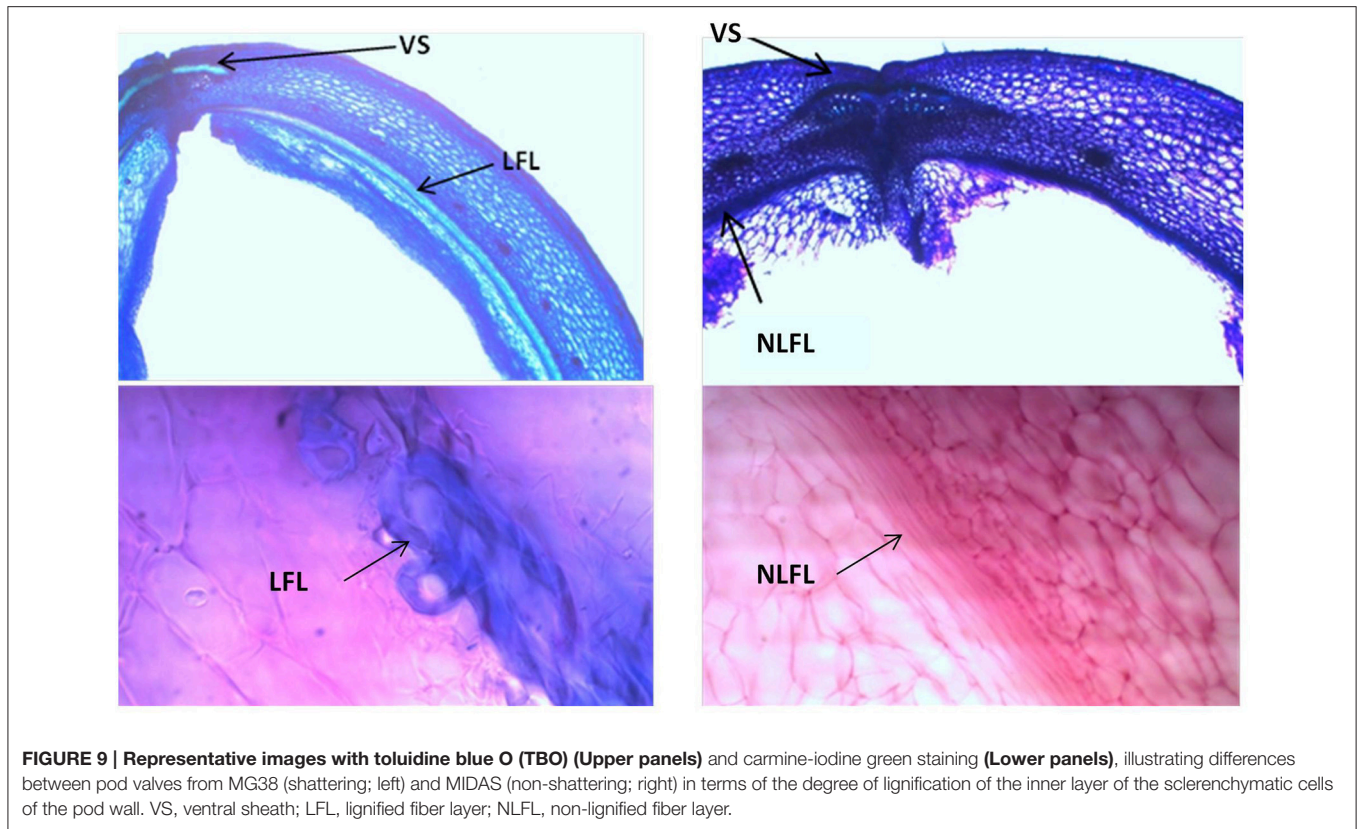 VS
LFL
VS
NLFL
LFL
NLFL
FIGURE 9 | Representative images with toluidine blue O (TBO) (Upper panels) and carmine-iodine green staining (Lower panels), illustrating differences
between pod valves from MG38 (shattering; left) and MIDAS (non-shattering; right) in terms of the degree of lignification of the inner layer of the sclerenchymatic cells
of the pod wall. VS, ventral sheath; LFL, lignified fiber layer; NLFL, non-lignified fiber layer.